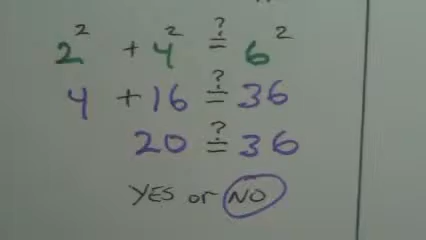 2² + 4² ≟ 6²
4 + 16 ≟ 36
20 ≟ 36
YES or NO